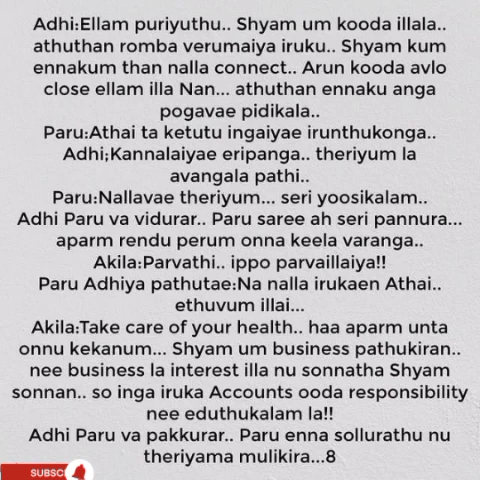 Adhi:Ellam puriyuthu.. Shyam um kooda illala..
athuthan romba verumaiya iruku.. Shyam kum
ennakum than nalla connect.. Arun kooda avlo
close ellam illa Nan... athuthan ennaku anga
pogavae pidikala..
Paru:Athai ta ketutu ingaiyae irunthukonga..
Adhi;Kannalaiyae eripanga.. theriyum la
avangala pathi..
Paru:Nallavae theriyum... seri yoosikalam..
Adhi Paru va vidurar.. Paru saree ah seri pannura...
aparm rendu perum onna keela varanga..
Akila:Parvathi.. ippo parvaillaiya!!
Paru Adhiya pathutae:Na nalla irukaen Athai..
ethuvum illai...
Akila:Take care of your health.. haa aparm unta
onnu kekanum... Shyam um business pathukiran..
nee business la interest illa nu sonnatha Shyam
sonnan.. so inga iruka Accounts ooda responsibility
nee eduthukalam la!!
Adhi Paru va pakkurar.. Paru enna sollurathu nu
theriyama mulikira...8
SUBSC